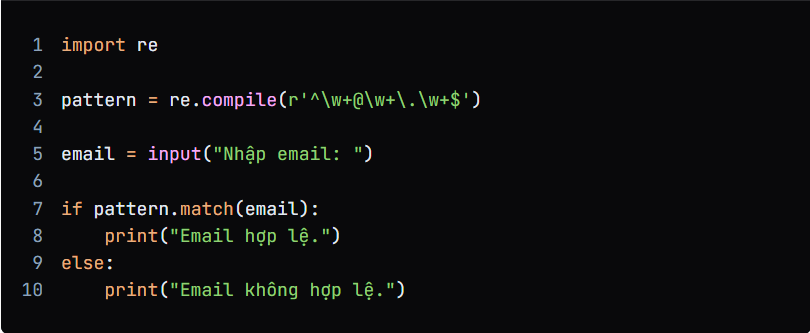 1 import re
2
3 pattern = re.compile(r'^\w+@\w+\.\w+$')
4
5 email = input("Nhập email: ")
6
7 if pattern.match(email):
8     print("Email hợp lệ.")
9 else:
10     print("Email không hợp lệ.")